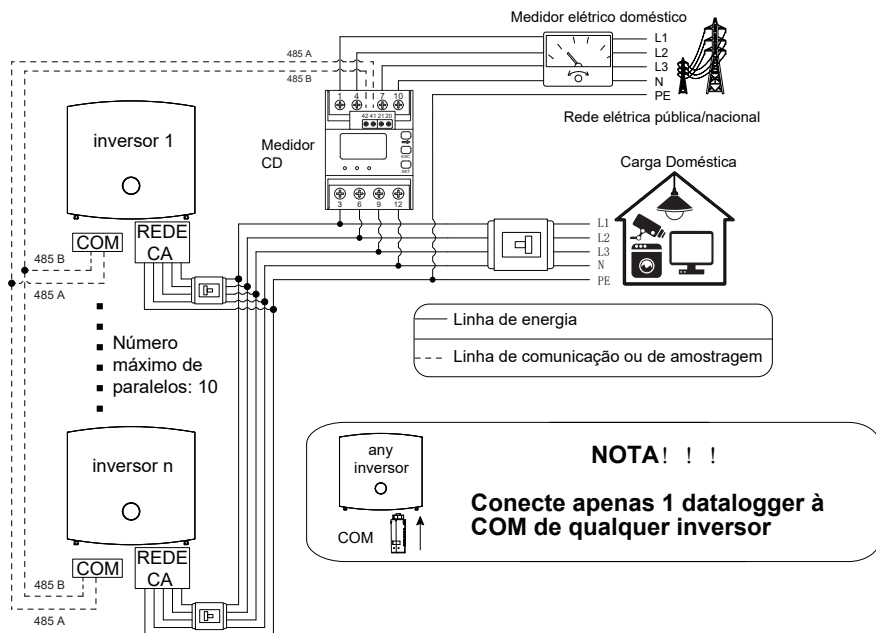 Medidor elétrico doméstico
L1
L2
L3
N
PE
Rede elétrica pública/nacional
485 A
485 B
1 4 7 10
42 41 21 20
ESC
SET
3 6 9 12
Medidor
CD
inversor 1
COM
REDE
CA
485 B
485 A
Carga Doméstica
L1
L2
L3
N
PE
Linha de energia
Linha de comunicação ou de amostragem
Número
máximo de
paralelos: 10
inversor n
COM
REDE
CA
485 B
485 A
any
inversor
COM
NOTA! ! !
Conecte apenas 1 datalogger à
COM de qualquer inversor